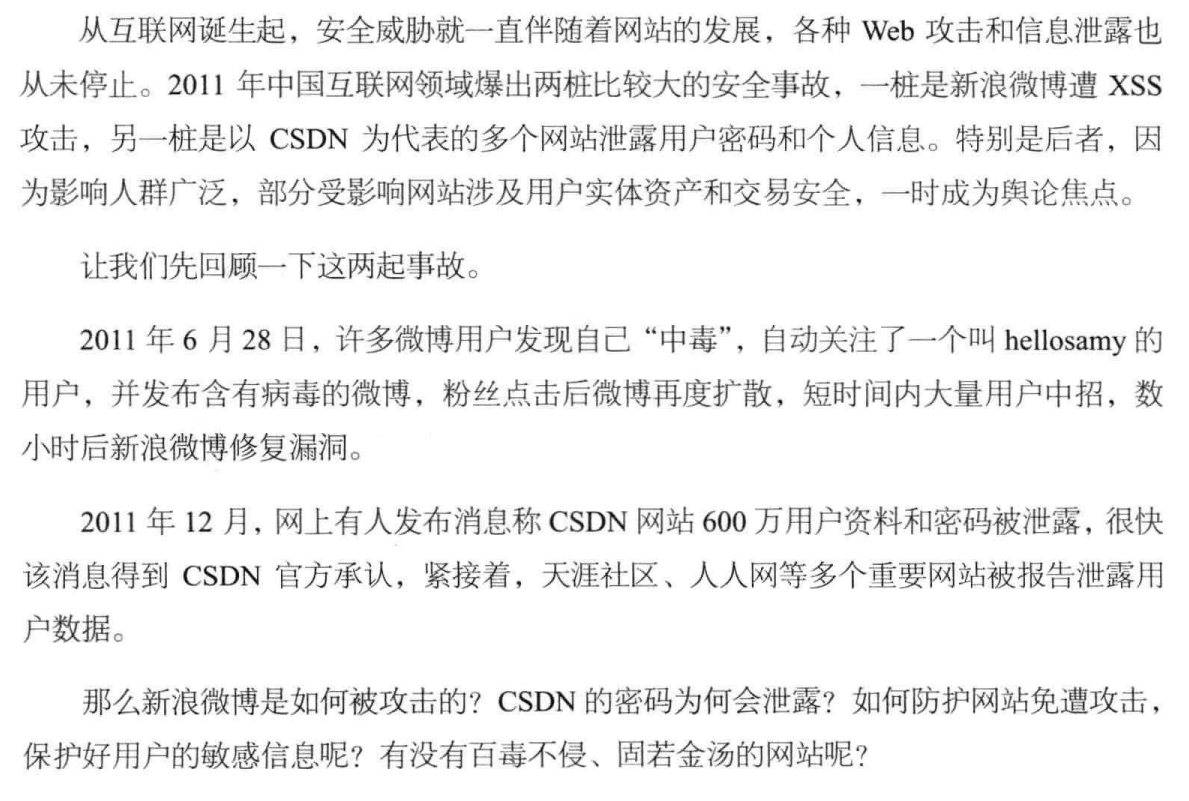 从互联网诞生起，安全威胁就一直伴随着网站的发展，各种 Web 攻击和信息泄露也
从未停止。2011 年中国互联网领域爆出两桩比较大的安全事故，一桩是新浪微博遭 XSS
攻击，另一桩是以 CSDN 为代表的多个网站泄露用户密码和个人信息。特别是后者，因
为影响人群广泛，部分受影响网站涉及用户实体资产和交易安全，一时成为舆论焦点。
让我们先回顾一下这两起事故。
2011 年 6 月 28 日，许多微博用户发现自己“中毒”，自动关注了一个叫 hellosamy 的
用户，并发布含有病毒的微博，粉丝点击后微博再度扩散，短时间内大量用户中招，数
小时后新浪微博修复漏洞。
2011 年 12 月，网上有人发布消息称 CSDN 网站 600 万用户资料和密码被泄露，很快
该消息得到 CSDN 官方承认，紧接着，天涯社区、人人网等多个重要网站被报告泄露用
户数据。
那么新浪微博是如何被攻击的？CSDN 的密码为何会泄露？如何防护网站免遭攻击，
保护好用户的敏感信息呢？有没有百毒不侵、固若金汤的网站呢？